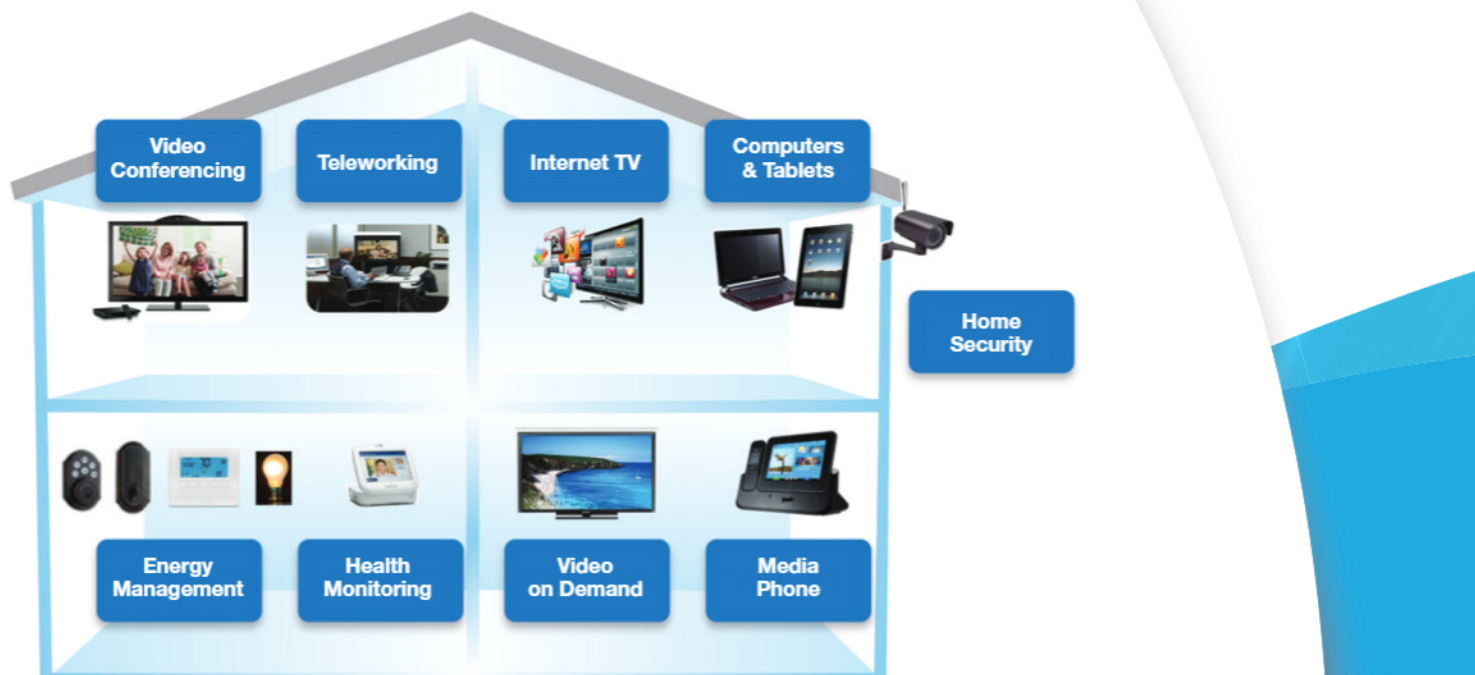 Video
Conferencing
Teleworking
Internet TV
Computers
& Tablets
Home
Security
Energy
Management
Health
Monitoring
Video
on Demand
Media
Phone